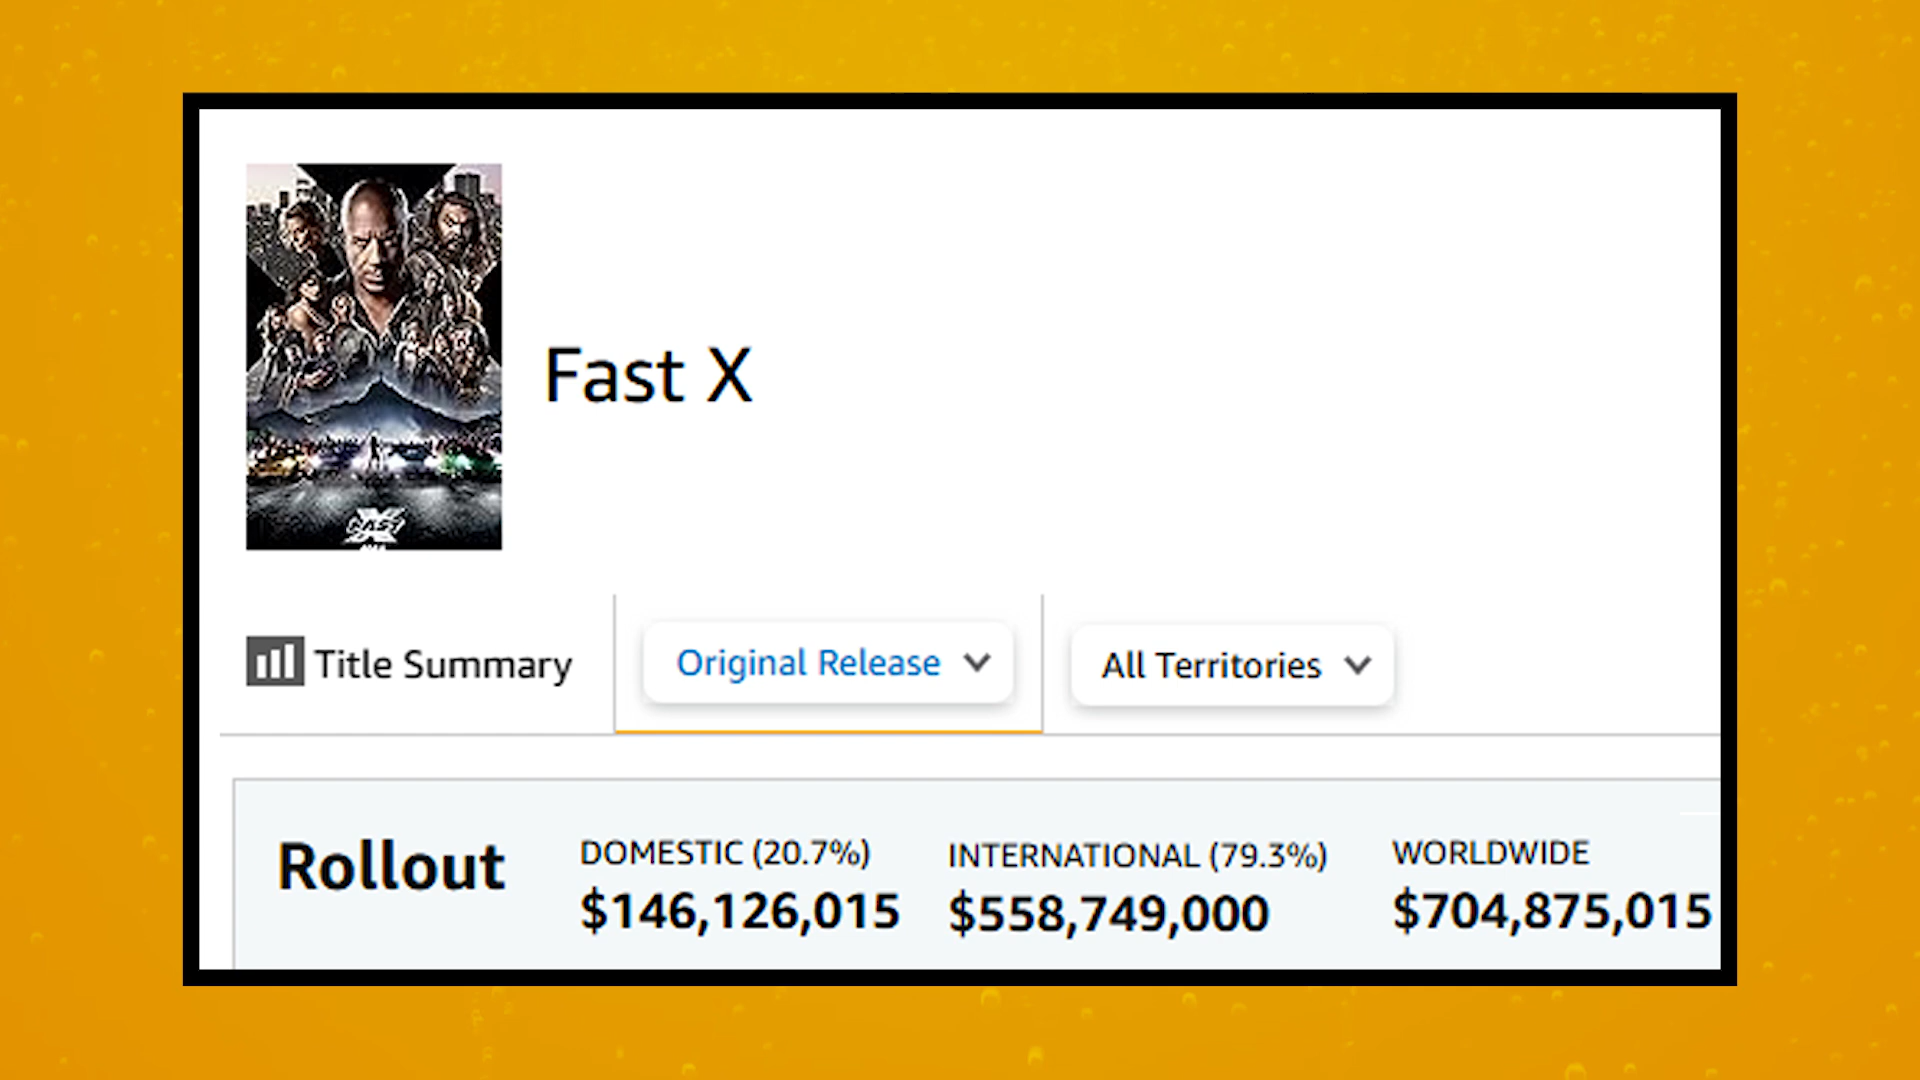 FAST X
Fast X
Title Summary
Original Release
All Territories
Rollout
DOMESTIC (20.7%)
$146,126,015
INTERNATIONAL (79.3%)
$558,749,000
WORLDWIDE
$704,875,015